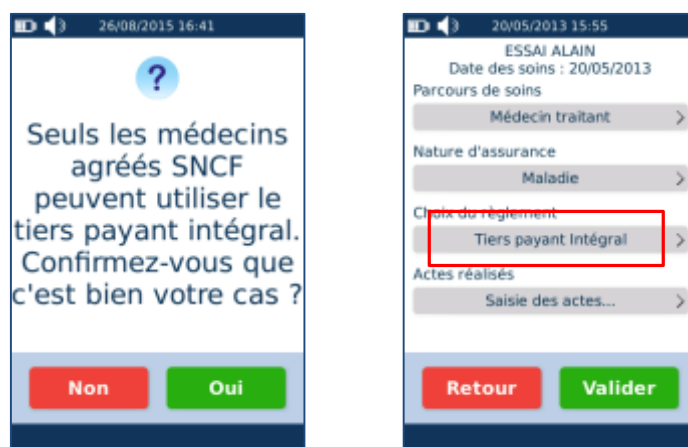 26/08/2015 16:41
?
Seuls les médecins
agréés SNCF
peuvent utiliser le
tiers payant intégral.
Confirmez-vous que
c'est bien votre cas ?
Non
Oui
20/05/2013 15:55
ESSAI ALAIN
Date des soins : 20/05/2013
Parcours de soins
Médecin traitant
Nature d'assurance
Maladie
Choix du règlement
Tiers payant Intégral
Actes réalisés
Saisie des actes...
Retour
Valider